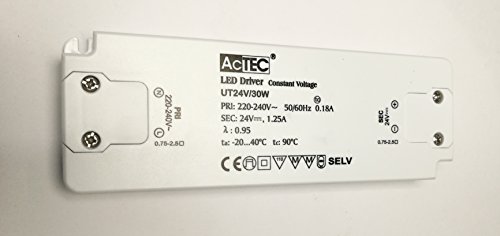 AcTEC®
LED Driver Constant Voltage
UT24V/30W
PRI: 220-240V~ 50/60Hz 0.18A
SEC: 24V⎓, 1.25A
λ : 0.95
ta: -20...40℃ tc: 90℃
SELV
PRI
220-240V~
0.75-2.5□
SEC
24V⎓
0.75-2.5□